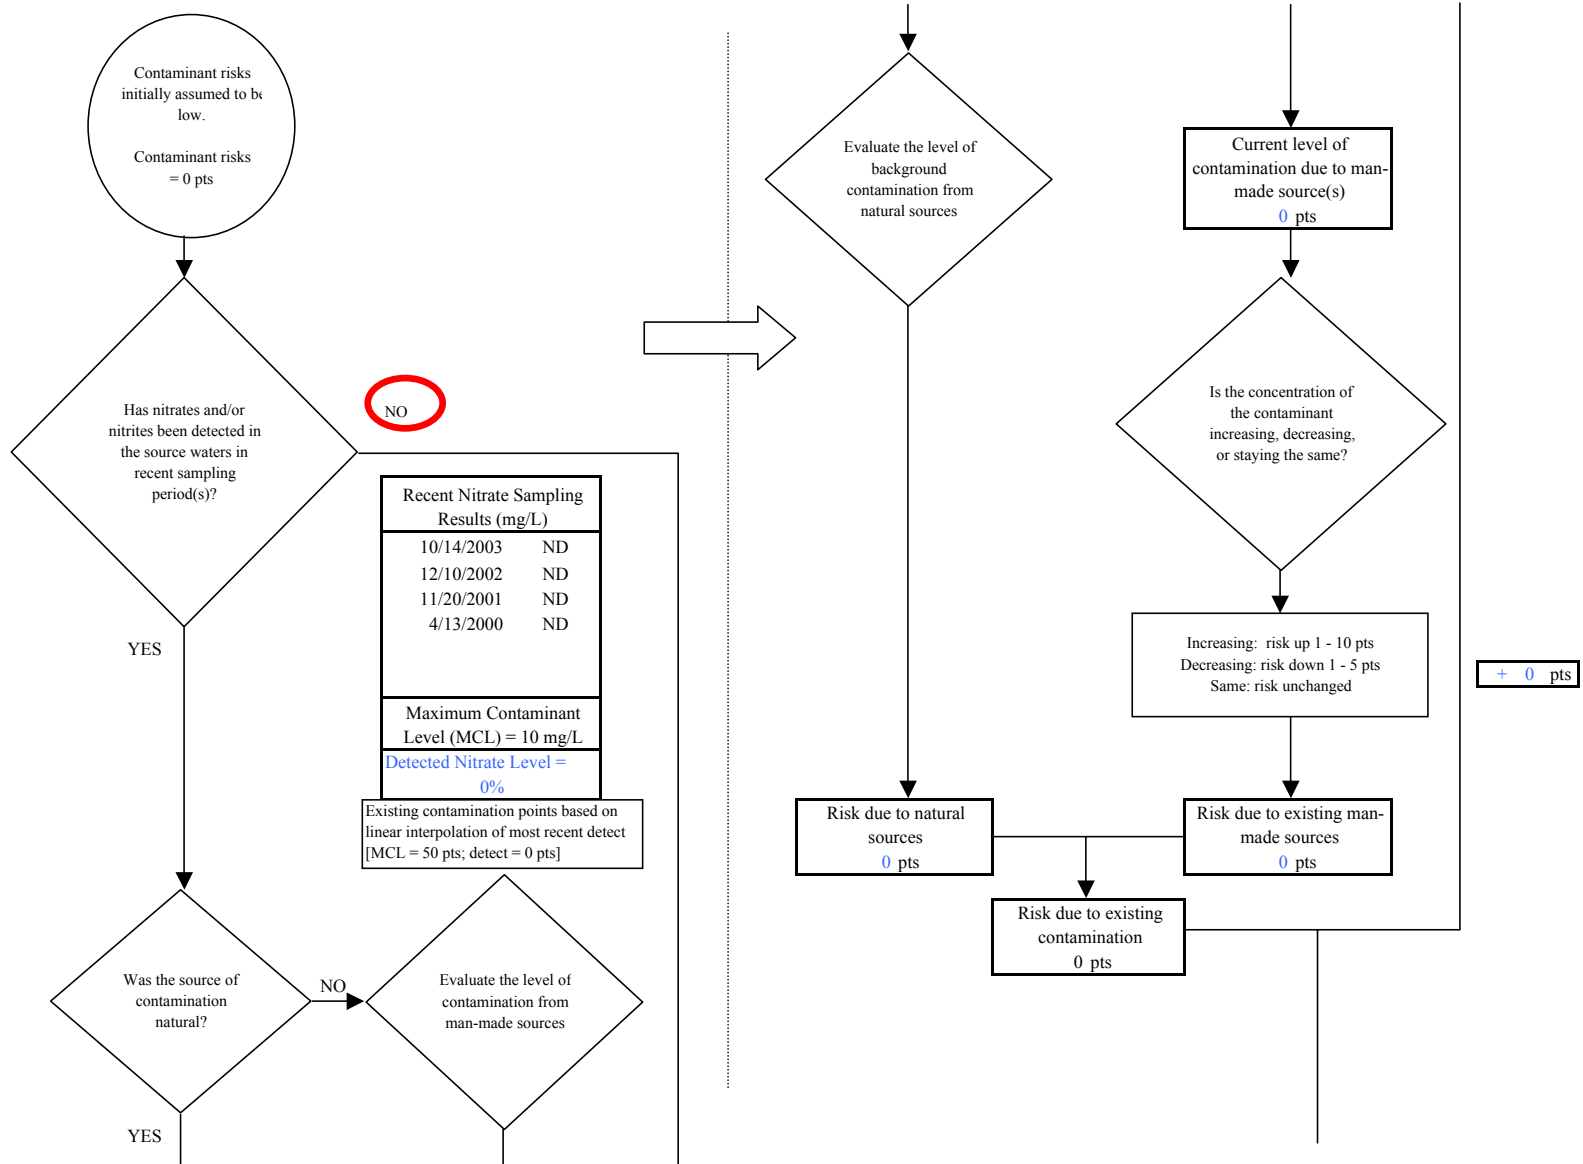 Contaminant risks
initially assumed to be
low.
Contaminant risks
= 0 pts
Has nitrates and/or
nitrites been detected in
the source waters in
recent sampling
period(s)?
NO
YES
Recent Nitrate Sampling
Results (mg/L)
10/14/2003 ND
12/10/2002 ND
11/20/2001 ND
4/13/2000 ND
Maximum Contaminant
Level (MCL) = 10 mg/L
Detected Nitrate Level =
0%
Existing contamination points based on
linear interpolation of most recent detect
[MCL = 50 pts; detect = 0 pts]
Was the source of
contamination
natural?
NO
YES
Evaluate the level of
contamination from
man-made sources
Evaluate the level of
background
contamination from
natural sources
Current level of
contamination due to man-
made source(s)
0 pts
Is the concentration of
the contaminant
increasing, decreasing,
or staying the same?
Increasing: risk up 1 - 10 pts
Decreasing: risk down 1 - 5 pts
Same: risk unchanged
+ 0 pts
Risk due to natural
sources
0 pts
Risk due to existing man-
made sources
0 pts
Risk due to existing
contamination
0 pts